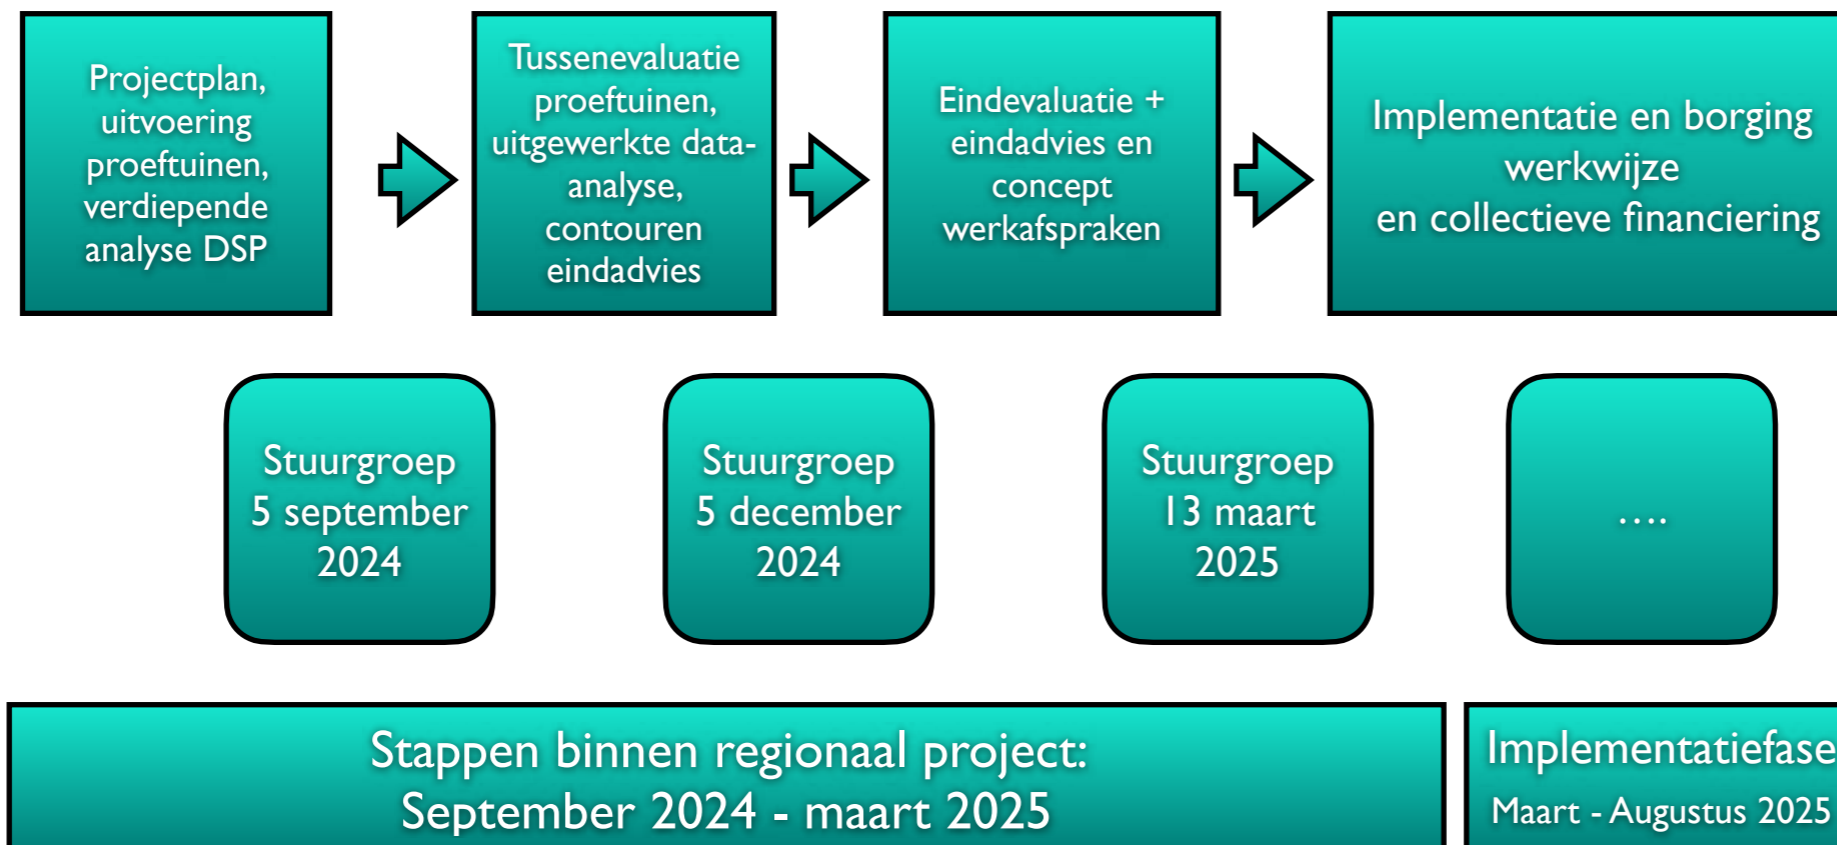 Projectplan,
uitvoering
proeftuinen,
verdiepende
analyse DSP
Tussenevaluatie
proeftuinen,
uitgewerkte data-
analyse,
contouren
eindadvies
Eindevaluatie +
eindadvies en
concept
werkafspraken
Implementatie en borging
werkwijze
en collectieve financiering
Stuurgroep
5 september
2024
Stuurgroep
5 december
2024
Stuurgroep
13 maart
2025
....
Stappen binnen regionaal project:
September 2024 - maart 2025
Implementatiefase
Maart - Augustus 2025